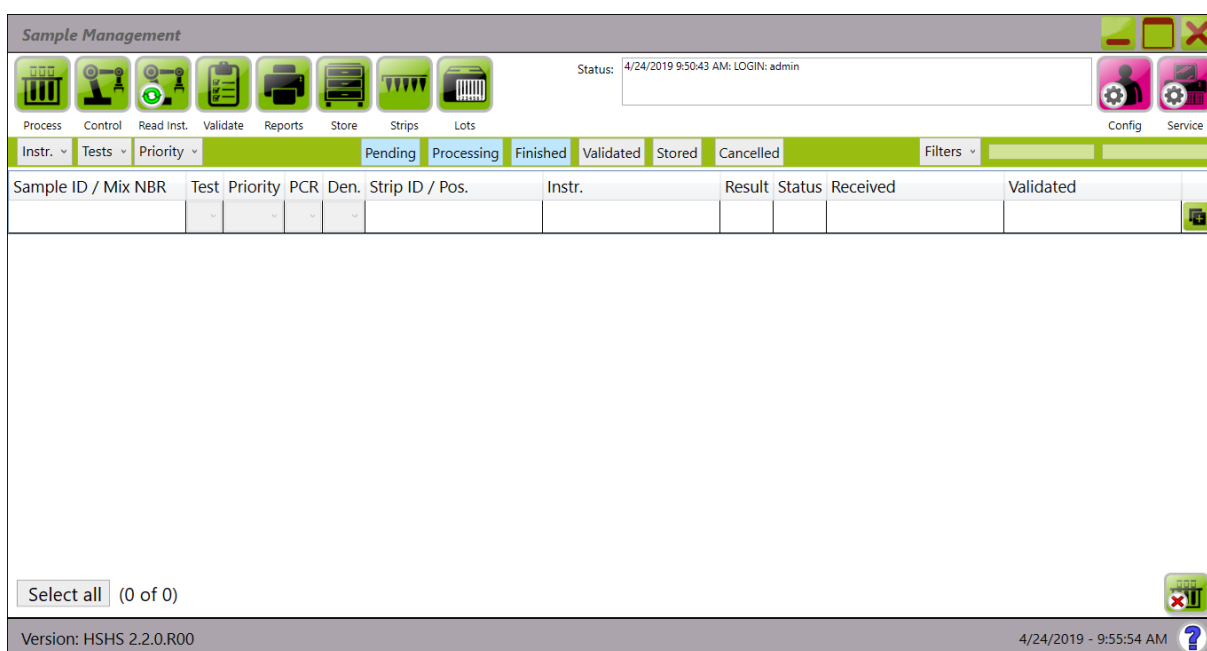 Sample Management
Status: 4/24/2019 9:50:43 AM: LOGIN: admin
Process Control Read Inst. Validate Reports Store Strips Lots Config Service
Instr. Tests Priority Pending Processing Finished Validated Stored Cancelled Filters
Sample ID / Mix NBR Test Priority PCR Den. Strip ID / Pos. Instr. Result Status Received Validated
Select all (0 of 0)
Version: HSHS 2.2.0.R00 4/24/2019 - 9:55:54 AM ?